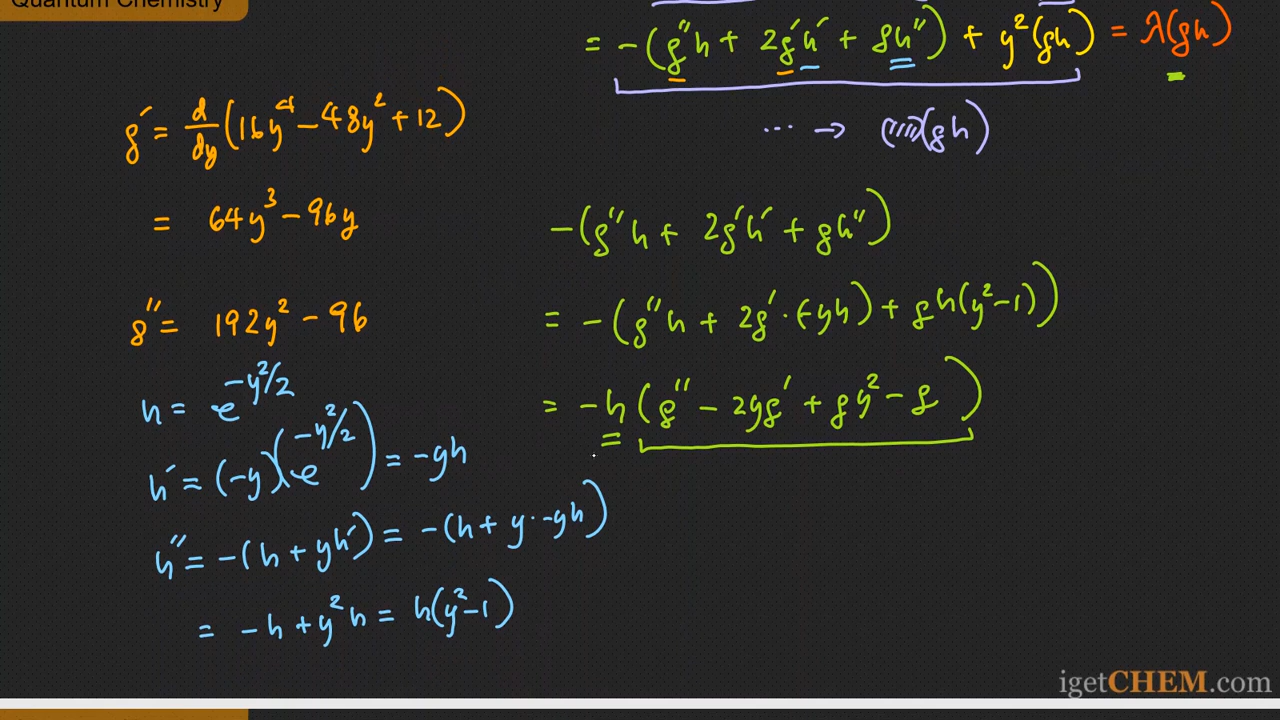 Quantum Chemistry
= -(g''h + 2g'h' + gh'') + y²(gh) = λ(gh)
... → (////)(gh)
g' = d/dy (16y⁴ - 48y² + 12)
= 64y³ - 96y
g'' = 192y² - 96
h = e^(-y²/2)
h' = (-y)(e^(-y²/2)) = -yh
h'' = -(h + yh') = -(h + y·-yh)
= -h + y²h = h(y²-1)
-(g''h + 2g'h' + gh'')
= -(g''h + 2g'·(-yh) + gh(y²-1))
= -h(g'' - 2yg' + gy² - g)
igetCHEM.com